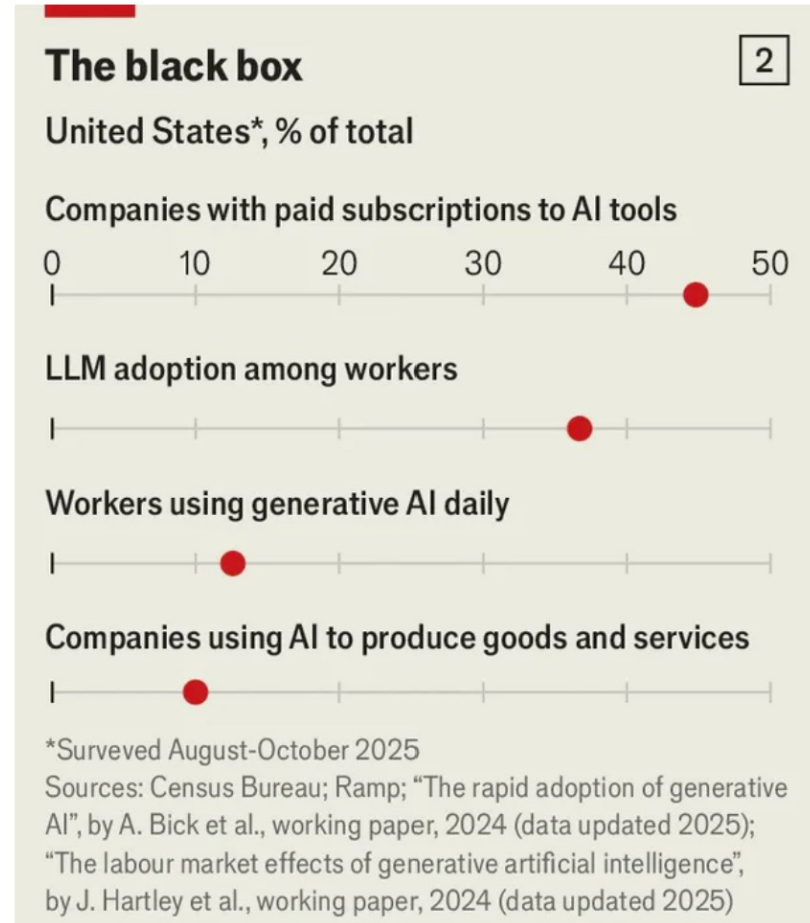 The black box
2
United States*, % of total
Companies with paid subscriptions to AI tools
0 10 20 30 40 50
LLM adoption among workers
Workers using generative AI daily
Companies using AI to produce goods and services
*Surveyed August-October 2025
Sources: Census Bureau; Ramp; “The rapid adoption of generative
AI”, by A. Bick et al., working paper, 2024 (data updated 2025);
“The labour market effects of generative artificial intelligence”,
by J. Hartley et al., working paper, 2024 (data updated 2025)